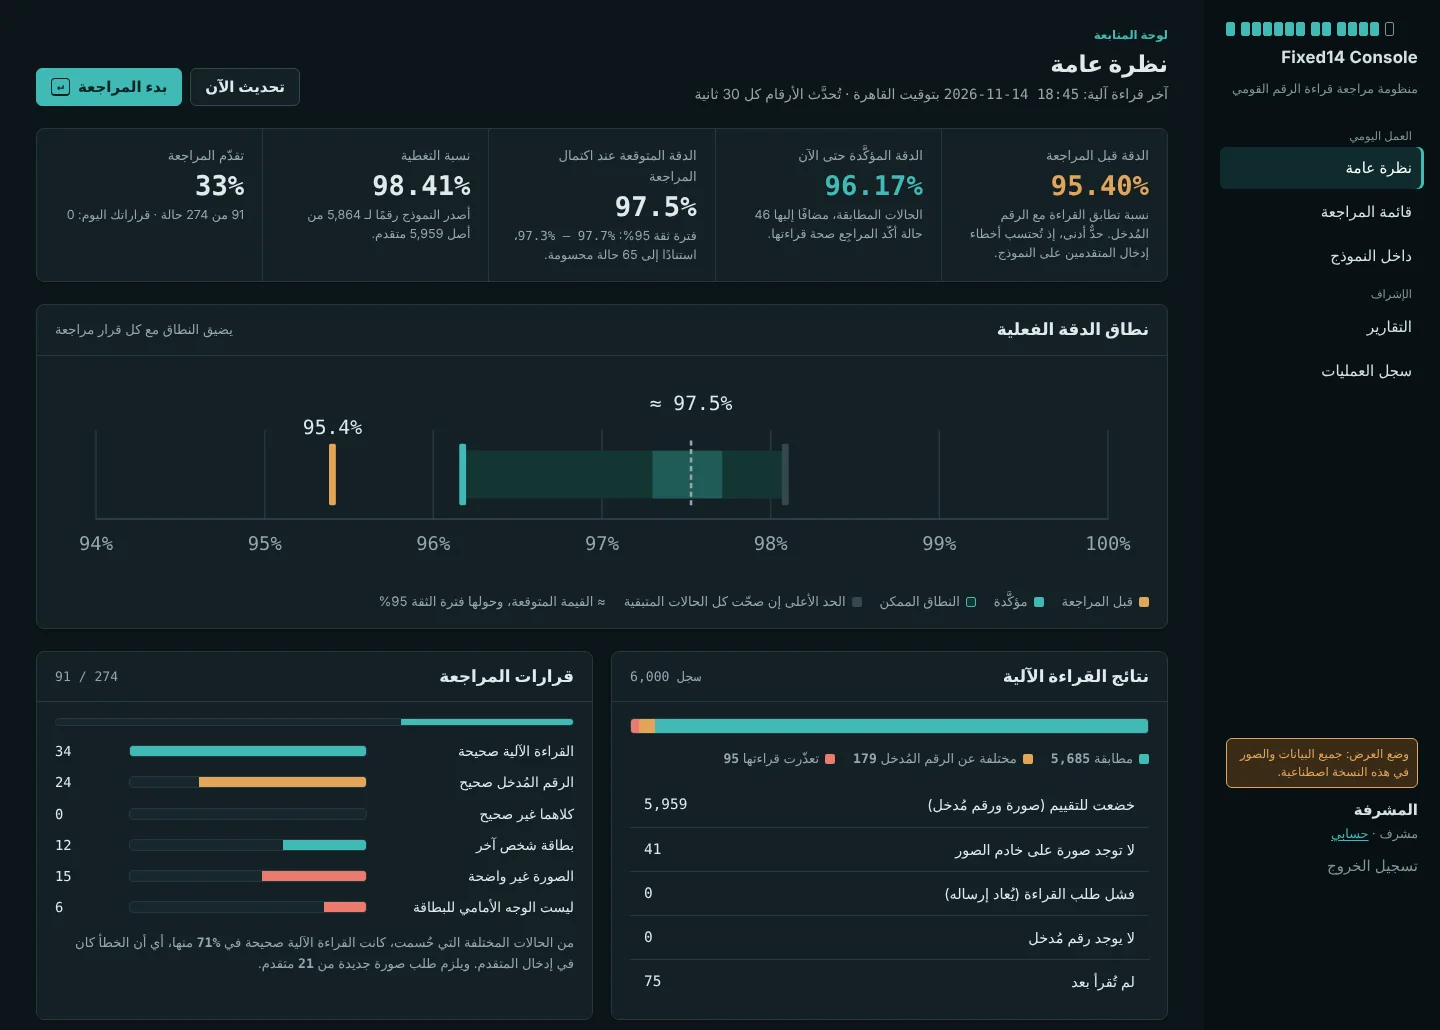 Fixed14 Console
منظومة مراجعة قراءة الرقم القومي
العمل اليومي
نظرة عامة
قائمة المراجعة
داخل النموذج
الإشراف
التقارير
سجل العمليات
وضع العرض: جميع البيانات والصور
في هذه النسخة اصطناعية.
المشرفة
مشرف · حسابي
تسجيل الخروج
لوحة المتابعة
نظرة عامة
آخر قراءة آلية: 18:45 2026-11-14 بتوقيت القاهرة · تُحدَّث الأرقام كل 30 ثانية
تحديث الآن
بدء المراجعة ↵
الدقة قبل المراجعة
95.40%
نسبة تطابق القراءة مع الرقم
المُدخل. حدٌّ أدنى، إذ تُحتسب أخطاء
إدخال المتقدمين على النموذج.
الدقة المؤكَّدة حتى الآن
96.17%
الحالات المطابقة، مضافًا إليها 46
حالة أكّد المراجِع صحة قراءتها.
الدقة المتوقعة عند اكتمال
المراجعة
97.5%
فترة ثقة 95%: 97.3% – 97.7%،
استنادًا إلى 65 حالة محسومة.
نسبة التغطية
98.41%
أصدر النموذج رقمًا لـ 5,864 من
أصل 5,959 متقدم.
تقدّم المراجعة
33%
91 من 274 حالة · قراراتك اليوم: 0
نطاق الدقة الفعلية
يضيق النطاق مع كل قرار مراجعة
≈ 97.5%
95.4%
94% 95% 96% 97% 98% 99% 100%
قبل المراجعة مؤكَّدة النطاق الممكن الحد الأعلى إن صحّت كل الحالات المتبقية ≈ القيمة المتوقعة، وحولها فترة الثقة 95%
نتائج القراءة الآلية
6,000 سجل
مطابقة 5,685 مختلفة عن الرقم المُدخل 179 تعذّرت قراءتها 95
خضعت للتقييم (صورة ورقم مُدخل) 5,959
لا توجد صورة على خادم الصور 41
فشل طلب القراءة (يُعاد إرساله) 0
لا يوجد رقم مُدخل 0
لم تُقرأ بعد 75
قرارات المراجعة
91 / 274
القراءة الآلية صحيحة 34
الرقم المُدخل صحيح 24
كلاهما غير صحيح 0
بطاقة شخص آخر 12
الصورة غير واضحة 15
ليست الوجه الأمامي للبطاقة 6
من الحالات المختلفة التي حُسمت، كانت القراءة الآلية صحيحة في 71% منها، أي أن الخطأ كان
في إدخال المتقدم. ويلزم طلب صورة جديدة من 21 متقدم.